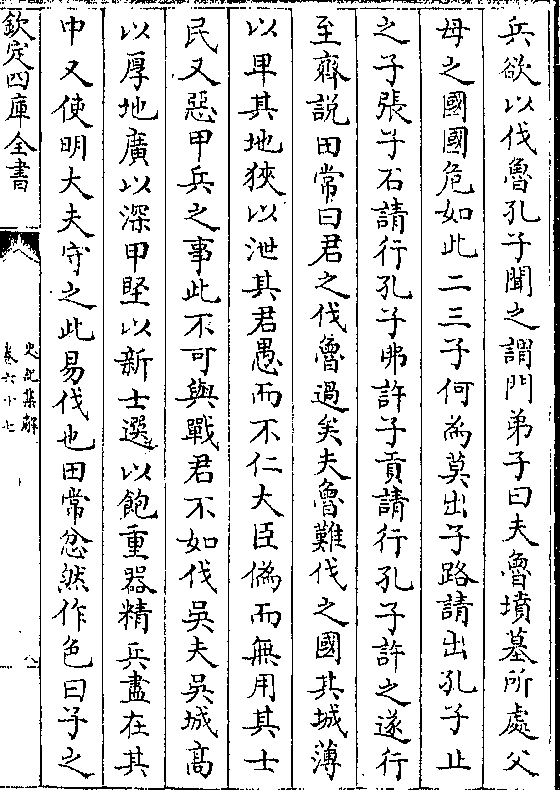 兵欲以伐魯孔子聞之謂門弟子曰夫魯墳墓所處父
母之國國危如此二三子何為莫出子路請出孔子止
之子張子石請行孔子弗許子貢請行孔子許之遂行
至齊說田常曰君之伐魯過矣夫魯難伐之國其城薄
以卑其地狹以泄其君愚而不仁大臣偽而無用其士
民又惡甲兵之事此不可與戰君不如伐吳夫吳城高
以厚地廣以深甲堅以新士選以飽重器精兵盡在其
中又使明大夫守之此易伐也田常忿然作色曰子之
欽定四庫全書
史記集解
卷六十七